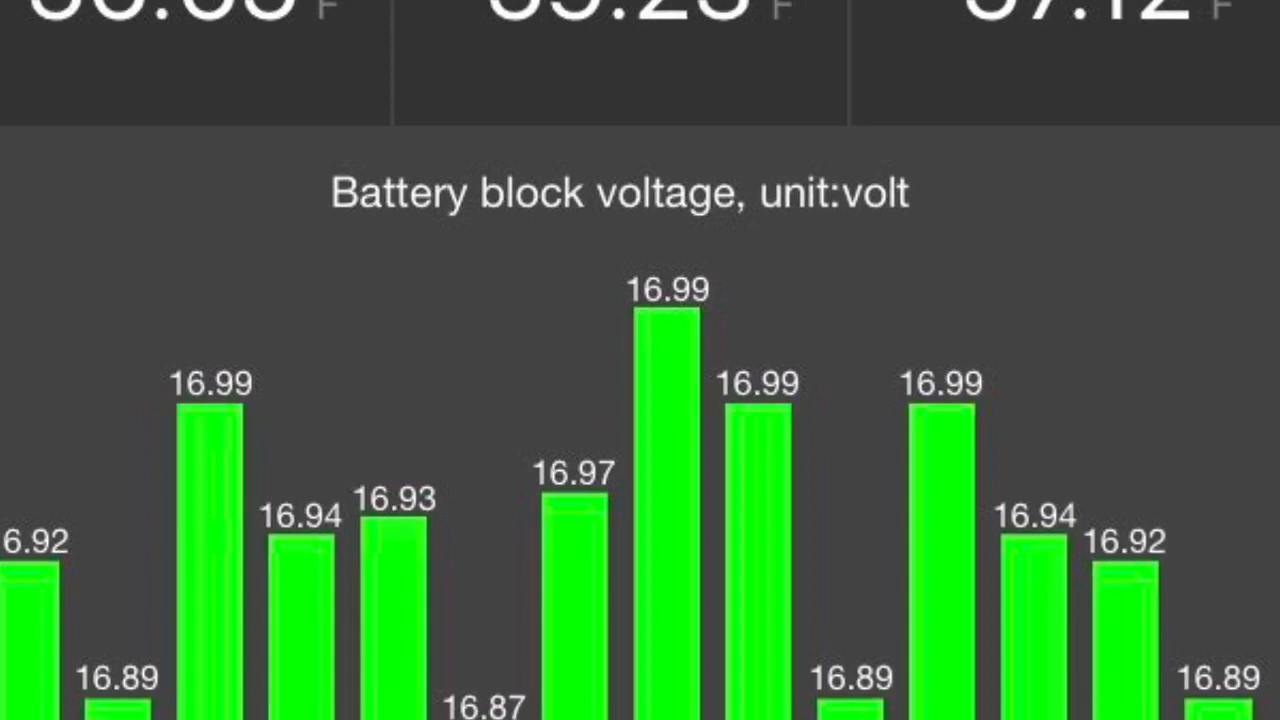 F F F
Battery block voltage, unit:volt
16.99
16.99 16.99 16.99
16.97
16.94 16.93 16.94
6.92 16.92
16.89 16.89 16.89
16.87